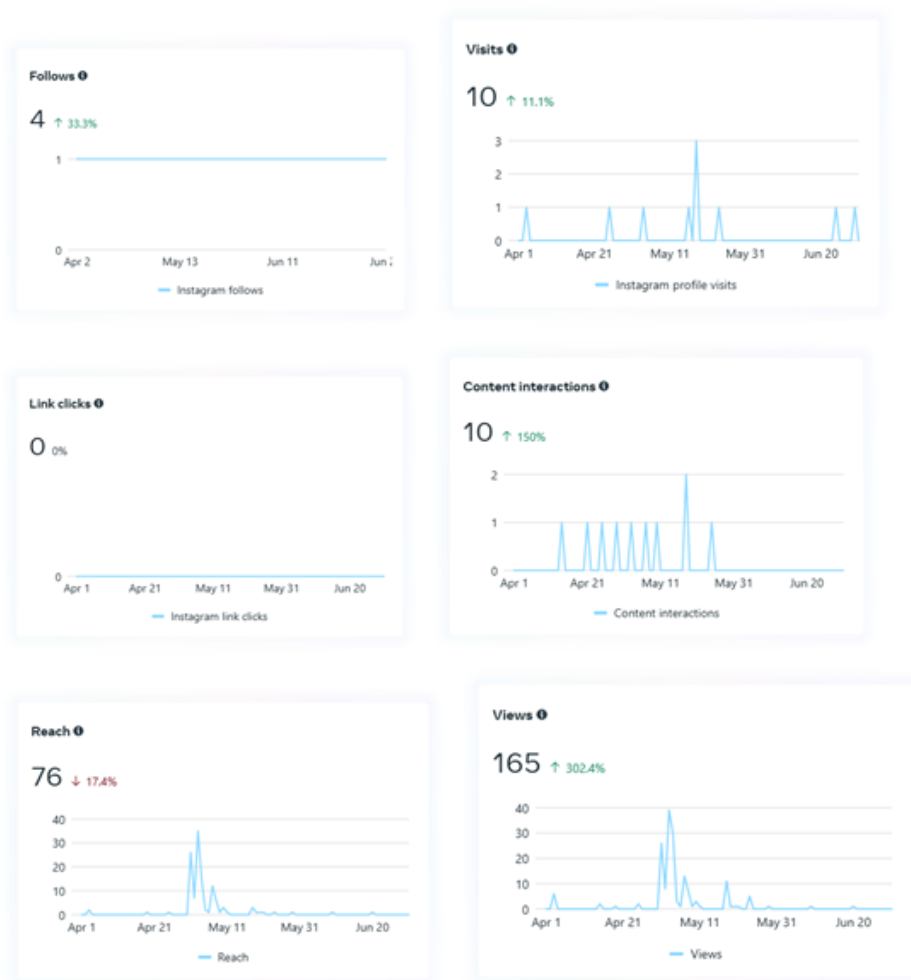 Follows
4 ↑ 33.3%
1
0
Apr 2 May 13 Jun 11 Jun
Instagram follows
Visits
10 ↑ 11.1%
3
2
1
0
Apr 1 Apr 21 May 11 May 31 Jun 20
Instagram profile visits
Link clicks
0 0%
0
Apr 1 Apr 21 May 11 May 31 Jun 20
Instagram link clicks
Content interactions
10 ↑ 150%
2
1
0
Apr 1 Apr 21 May 11 May 31 Jun 20
Content interactions
Reach
76 ↓ 17.4%
40
30
20
10
0
Apr 1 Apr 21 May 11 May 31 Jun 20
Reach
Views
165 ↑ 302.4%
40
30
20
10
0
Apr 1 Apr 21 May 11 May 31 Jun 20
Views